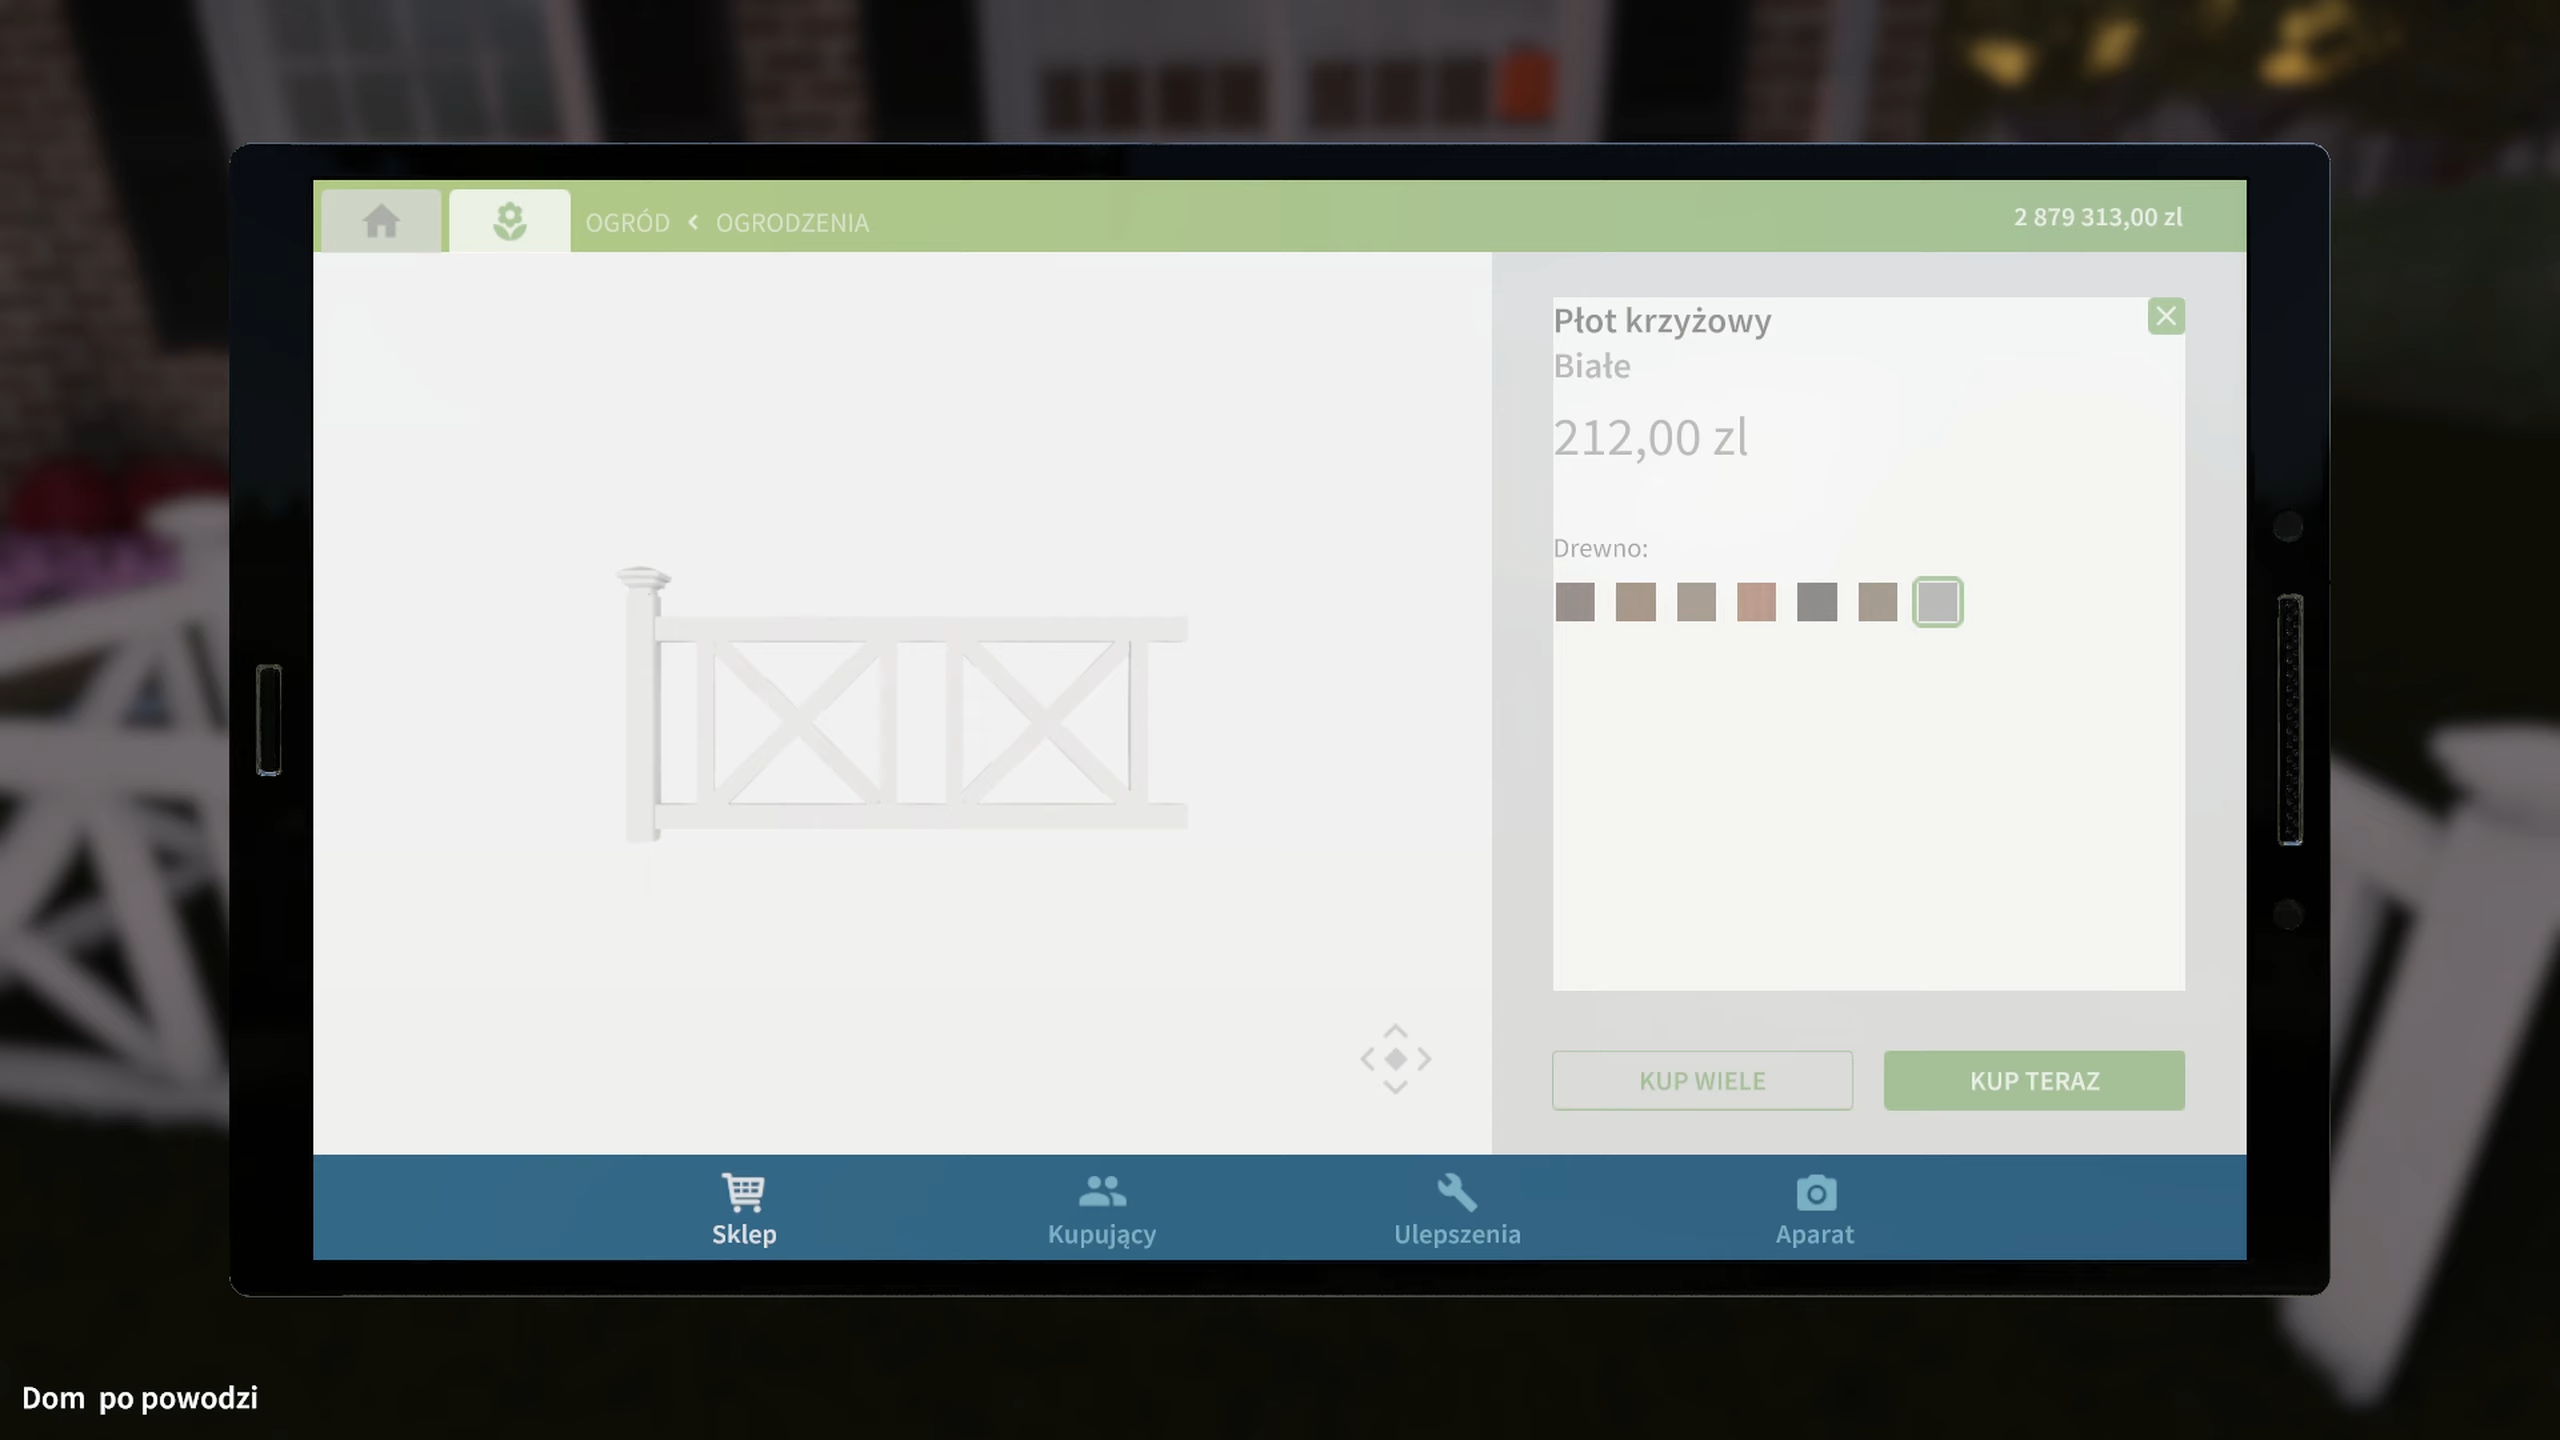 OGRÓD < OGRODZENIA
2 879 313,00 zl
Płot krzyżowy
Białe
212,00 zl
Drewno:
KUP WIELE
KUP TERAZ
Sklep
Kupujący
Ulepszenia
Aparat
Dom po powodzi